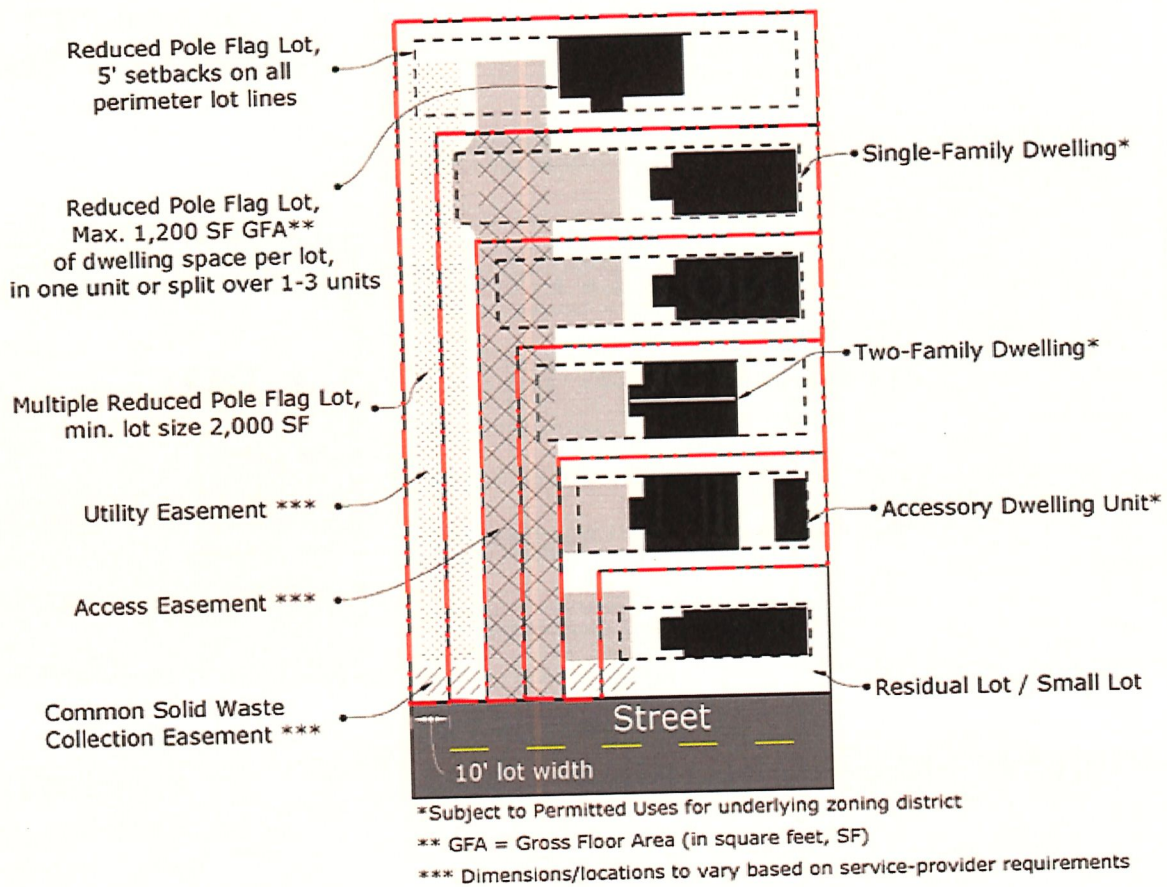 Reduced Pole Flag Lot,
5' setbacks on all
perimeter lot lines
Reduced Pole Flag Lot,
Max. 1,200 SF GFA**
of dwelling space per lot,
in one unit or split over 1-3 units
Multiple Reduced Pole Flag Lot,
min. lot size 2,000 SF
Utility Easement ***
Access Easement ***
Common Solid Waste
Collection Easement ***
Single-Family Dwelling*
Two-Family Dwelling*
Accessory Dwelling Unit*
Residual Lot / Small Lot
Street
10' lot width
*Subject to Permitted Uses for underlying zoning district
** GFA = Gross Floor Area (in square feet, SF)
*** Dimensions/locations to vary based on service-provider requirements